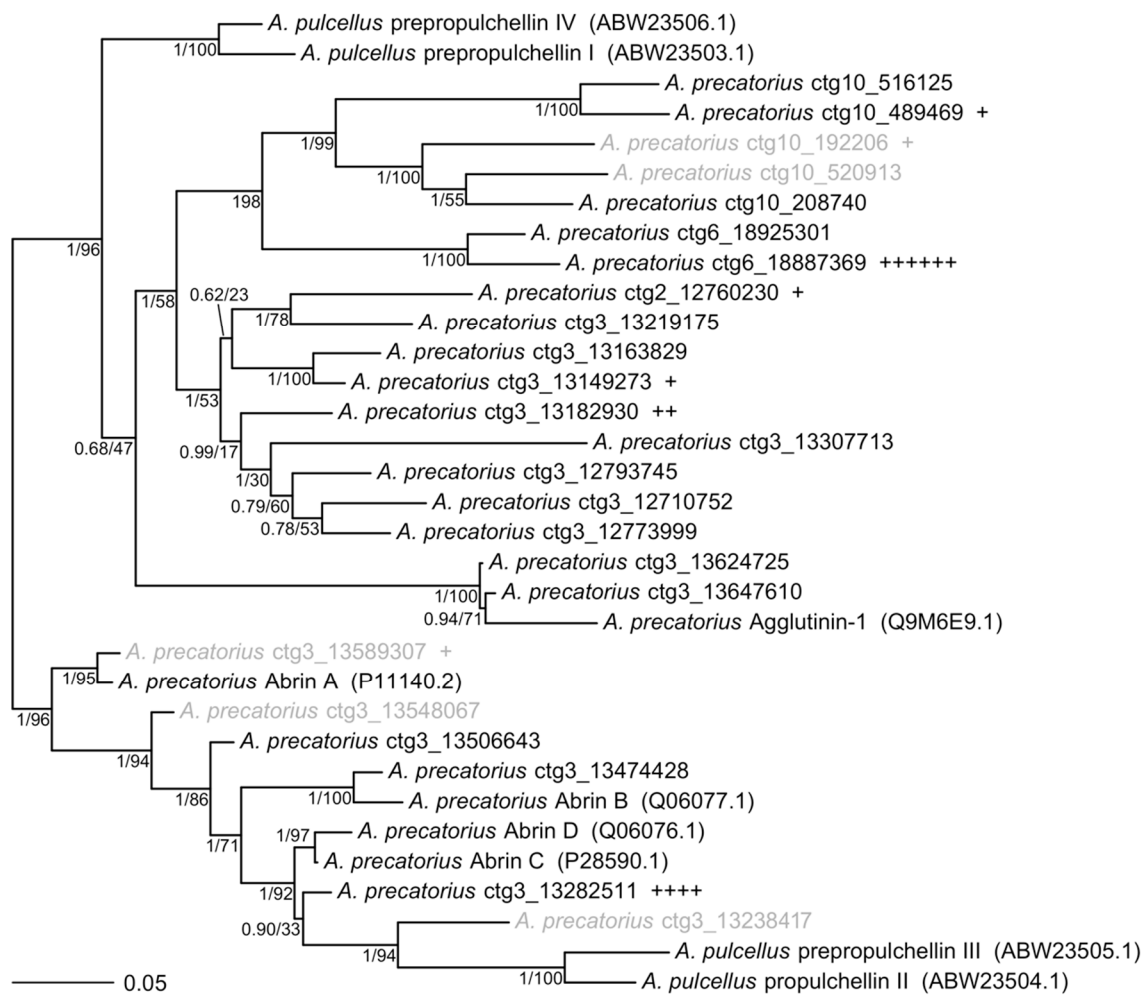 A. pulcellus prepropulchellin IV (ABW23506.1)
1/100
A. pulcellus prepropulchellin I (ABW23503.1)
A. precatorius ctg10_516125
1/100
A. precatorius ctg10_489469 +
1/99
A. precatorius ctg10_192206 +
1/100
A. precatorius ctg10_520913
1/55
198
A. precatorius ctg10_208740
A. precatorius ctg6_18925301
1/96
1/100
A. precatorius ctg6_18887369 ++++++
0.62/23
A. precatorius ctg2_12760230 +
1/58
1/78
A. precatorius ctg3_13219175
A. precatorius ctg3_13163829
1/100
A. precatorius ctg3_13149273 +
1/53
A. precatorius ctg3_13182930 ++
0.68/47
0.99/17
A. precatorius ctg3_13307713
1/30
A. precatorius ctg3_12793745
0.79/60
A. precatorius ctg3_12710752
0.78/53
A. precatorius ctg3_12773999
A. precatorius ctg3_13624725
1/100
A. precatorius ctg3_13647610
0.94/71
A. precatorius Agglutinin-1 (Q9M6E9.1)
A. precatorius ctg3_13589307 +
1/95
A. precatorius Abrin A (P11140.2)
1/96
A. precatorius ctg3_13548067
A. precatorius ctg3_13506643
1/94
A. precatorius ctg3_13474428
1/86
1/100
A. precatorius Abrin B (Q06077.1)
1/97
A. precatorius Abrin D (Q06076.1)
1/71
A. precatorius Abrin C (P28590.1)
1/92
A. precatorius ctg3_13282511 ++++
0.90/33
A. precatorius ctg3_13238417
1/94
A. pulcellus prepropulchellin III (ABW23505.1)
1/100
A. pulcellus propulchellin II (ABW23504.1)
0.05